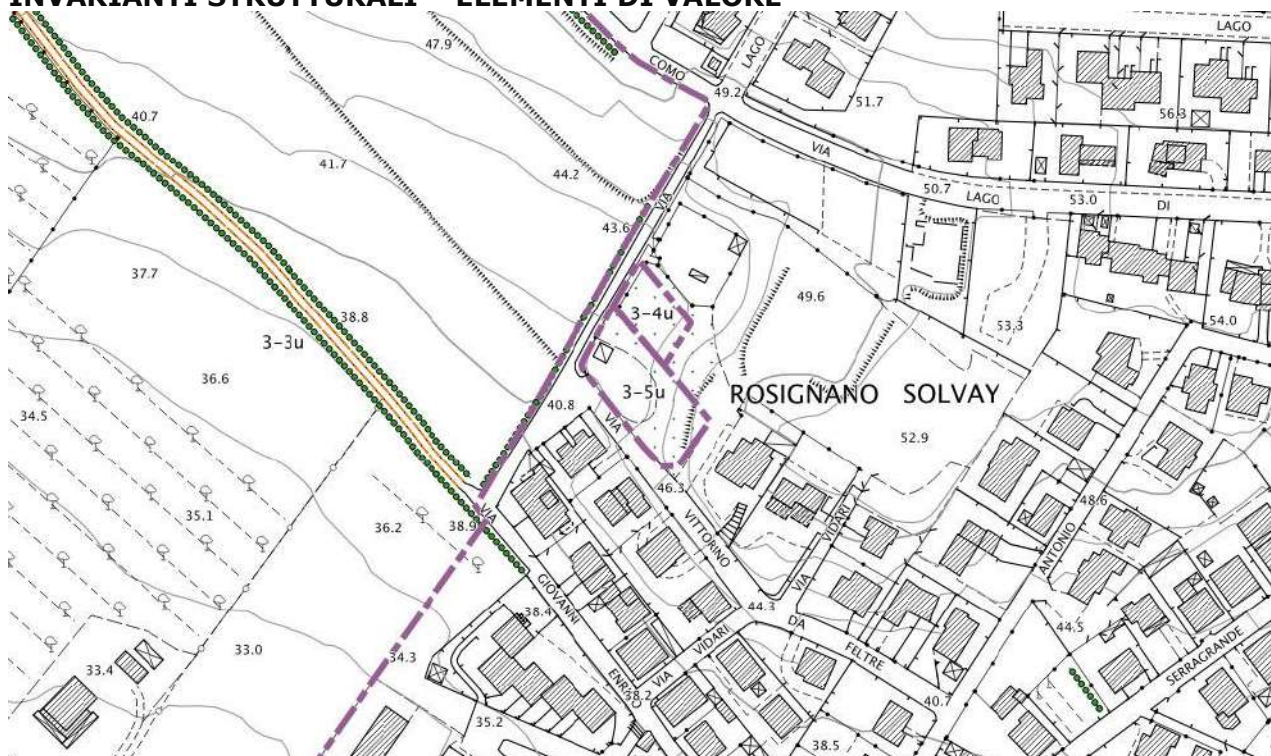 INVARIANTI STRUTTURALI – ELEMENTI DI VALORE
LAGO
47.9
COMO
LAGO
49.2
51.7
56.3
40.7
VIA
41.7
44.2
50.7
LAGO
53.0
DI
VIA
43.6
37.7
49.6
3-4u
38.8
53.3
54.0
3-3u
36.6
3-5u
ROSIGNANO SOLVAY
34.5
40.8
VIA
52.9
46.3
48.6
35.1
36.2
38.9
VIA
VITTORINO
VIDARI
VIA
ANTONIO
GIOVANNI
38.4
44.3
DA
FELTRE
44.5
33.0
34.3
VIDARI
VIA
SERRAGRANDE
33.4
ENRICO
38.2
40.7
35.2
38.5